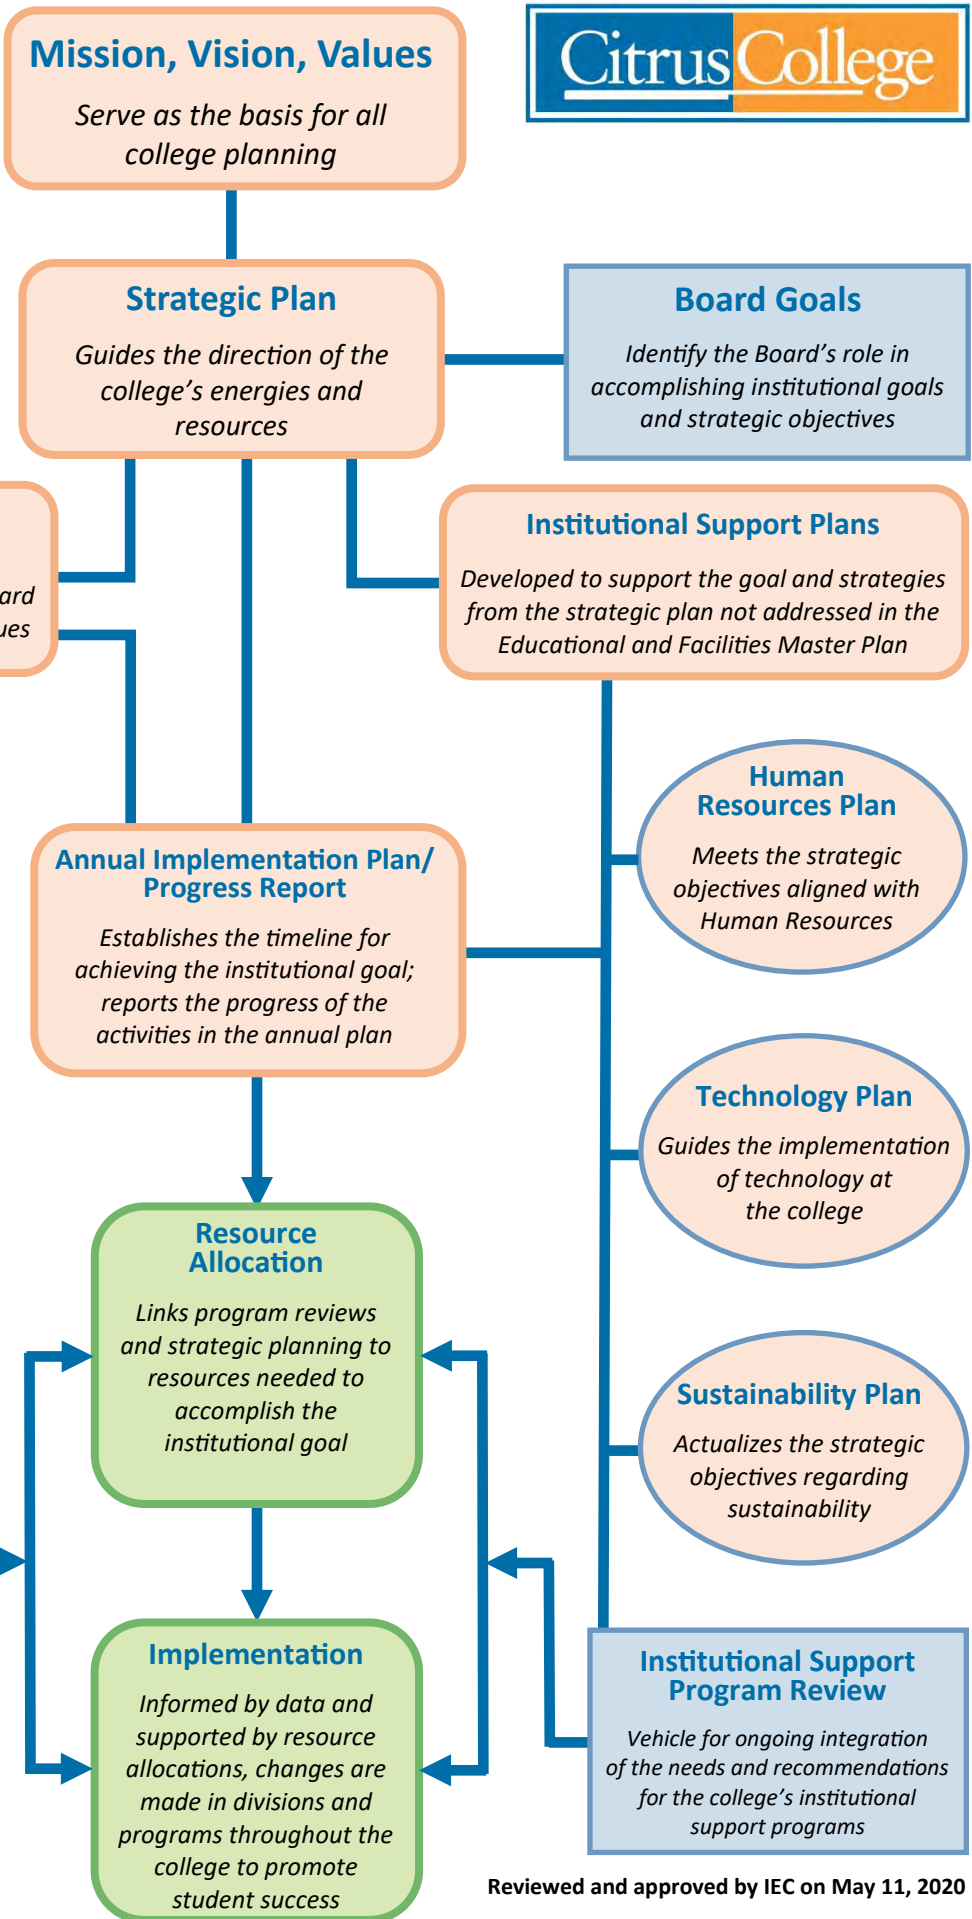 Mission, Vision, Values
Serve as the basis for all
college planning
Citrus College
Strategic Plan
Guides the direction of the
college's energies and
resources
Board Goals
Identify the Board's role in
accomplishing institutional goals
and strategic objectives
Institutional Support Plans
Developed to support the goal and strategies
from the strategic plan not addressed in the
Educational and Facilities Master Plan
Human
Resources Plan
Meets the strategic
objectives aligned with
Human Resources
Annual Implementation Plan/
Progress Report
Establishes the timeline for
achieving the institutional goal;
reports the progress of the
activities in the annual plan
Technology Plan
Guides the implementation
of technology at
the college
Resource
Allocation
Links program reviews
and strategic planning to
resources needed to
accomplish the
institutional goal
Sustainability Plan
Actualizes the strategic
objectives regarding
sustainability
Implementation
Informed by data and
supported by resource
allocations, changes are
made in divisions and
programs throughout the
college to promote
student success
Institutional Support
Program Review
Vehicle for ongoing integration
of the needs and recommendations
for the college's institutional
support programs
Reviewed and approved by IEC on May 11, 2020